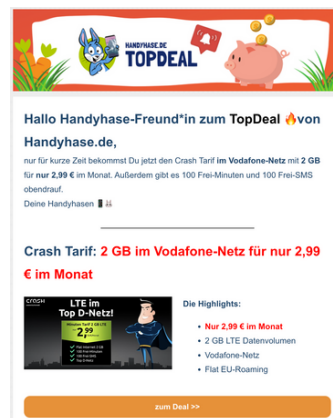 HANDYHASE.DE
TOPDEAL
Hallo Handyhase-Freund*in zum TopDeal 🔥von
Handyhase.de,
nur für kurze Zeit bekommst Du jetzt den Crash Tarif im Vodafone-Netz mit 2 GB
für nur 2,99 € im Monat. Außerdem gibt es 100 Frei-Minuten und 100 Frei-SMS
obendrauf.
Deine Handyhasen
Crash Tarif: 2 GB im Vodafone-Netz für nur 2,99
€ im Monat
crash
LTE im
Top D-Netz!
2,99
Die Highlights:
Nur 2,99 € im Monat
2 GB LTE Datenvolumen
Vodafone-Netz
Flat EU-Roaming
zum Deal >>